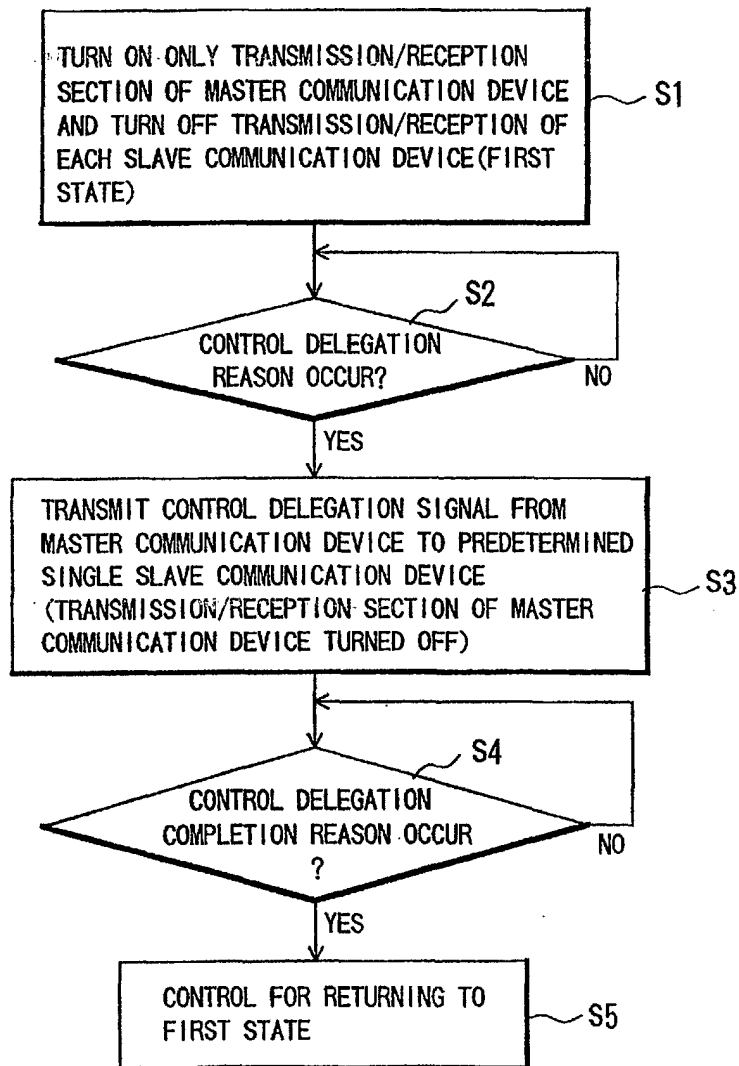 TURN ON ONLY TRANSMISSION/RECEPTION
SECTION OF MASTER COMMUNICATION DEVICE
AND TURN OFF TRANSMISSION/RECEPTION OF
EACH SLAVE COMMUNICATION DEVICE(FIRST
STATE)
S1
S2
CONTROL DELEGATION
REASON OCCUR?
NO
YES
TRANSMIT CONTROL DELEGATION SIGNAL FROM
MASTER COMMUNICATION DEVICE TO PREDETERMINED
SINGLE SLAVE COMMUNICATION DEVICE
(TRANSMISSION/RECEPTION SECTION OF MASTER
COMMUNICATION DEVICE TURNED OFF)
S3
S4
CONTROL DELEGATION
COMPLETION REASON OCCUR
?
NO
YES
CONTROL FOR RETURNING TO
FIRST STATE
S5